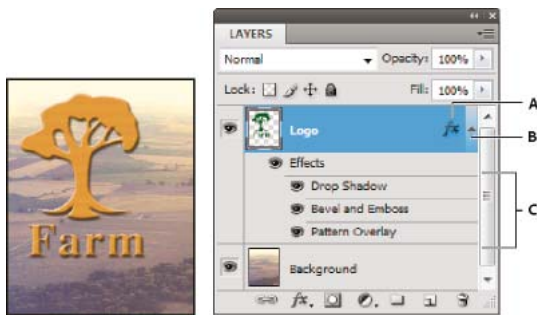 Farm
LAYERS
Normal Opacity: 100%
Lock: Fill: 100%
Logo fx
A
B
Effects
Drop Shadow
Bevel and Emboss
Pattern Overlay
C
Background
fx.